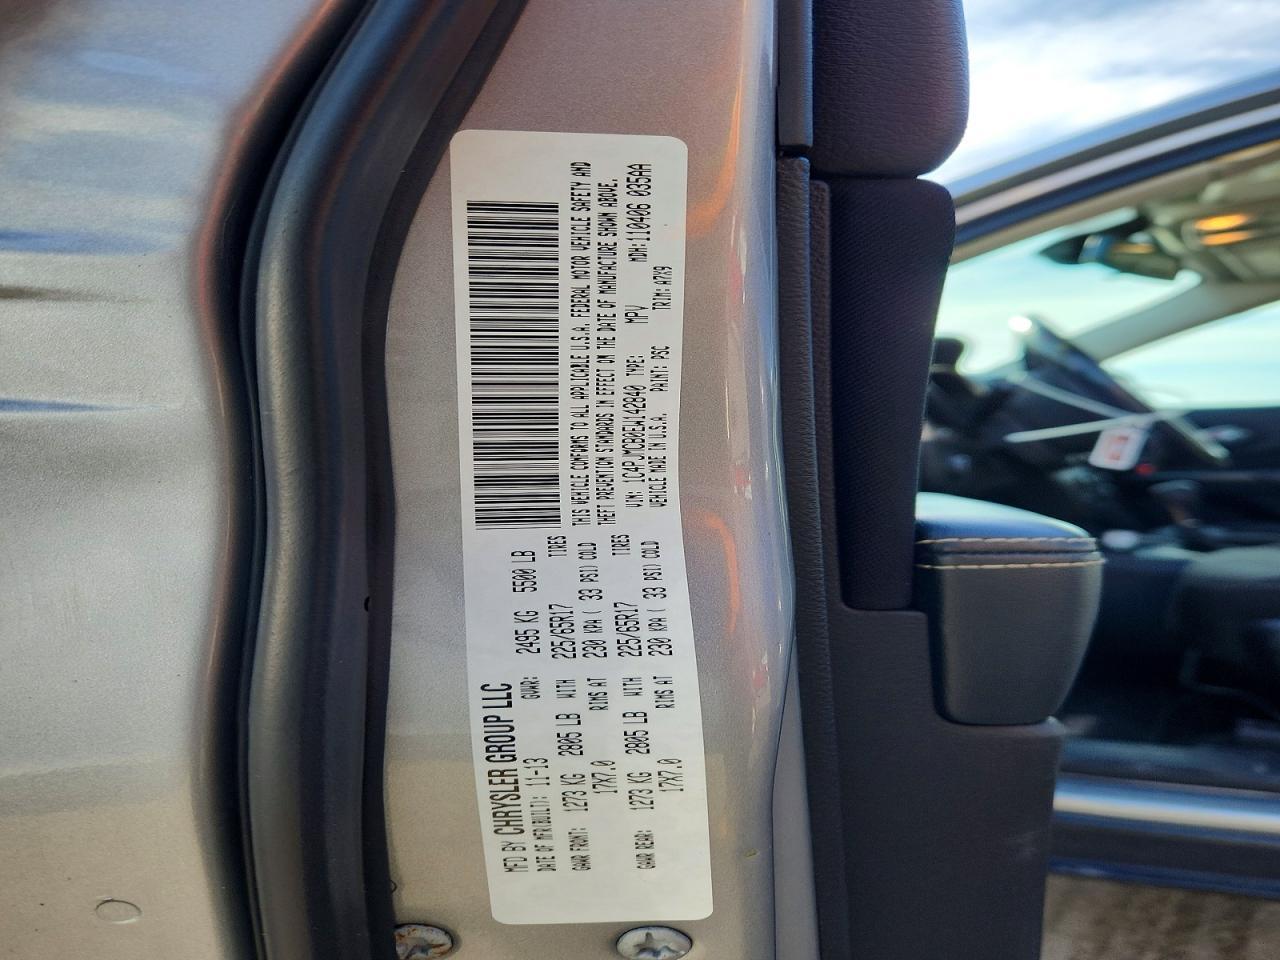 MFD BY CHRYSLER GROUP LLC
DATE OF MFR(BUILT): 11-13 GVWR: 2495 KG 5500 LB
GAWR FRONT: 1273 KG 2805 LB WITH 225/65R17 TIRES
17X7.0 RIMS AT 230 KPA ( 33 PSI) COLD
GAWR REAR: 1273 KG 2805 LB WITH 225/65R17 TIRES
17X7.0 RIMS AT 230 KPA ( 33 PSI) COLD
THIS VEHICLE CONFORMS TO ALL APPLICABLE U.S.A. FEDERAL MOTOR VEHICLE SAFETY AND
THEFT PREVENTION STANDARDS IN EFFECT ON THE DATE OF MANUFACTURE SHOWN ABOVE.
VIN: 1C4PJMCB0EW142840 TYPE: MPV MDH: 110406 035AA
VEHICLE MADE IN U.S.A. PAINT: PSC TRIM: A7X9